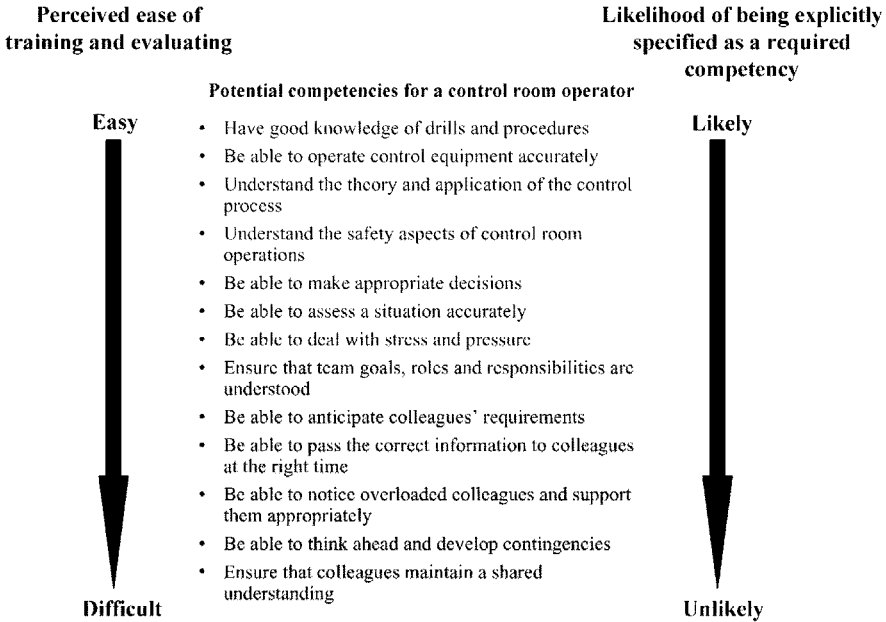 Perceived ease of
training and evaluating
Likelihood of being explicitly
specified as a required
competency
Potential competencies for a control room operator
Easy
Likely
• Have good knowledge of drills and procedures
• Be able to operate control equipment accurately
• Understand the theory and application of the control
process
• Understand the safety aspects of control room
operations
• Be able to make appropriate decisions
• Be able to assess a situation accurately
• Be able to deal with stress and pressure
• Ensure that team goals, roles and responsibilities are
understood
• Be able to anticipate colleagues' requirements
• Be able to pass the correct information to colleagues
at the right time
• Be able to notice overloaded colleagues and support
them appropriately
• Be able to think ahead and develop contingencies
• Ensure that colleagues maintain a shared
understanding
Difficult
Unlikely